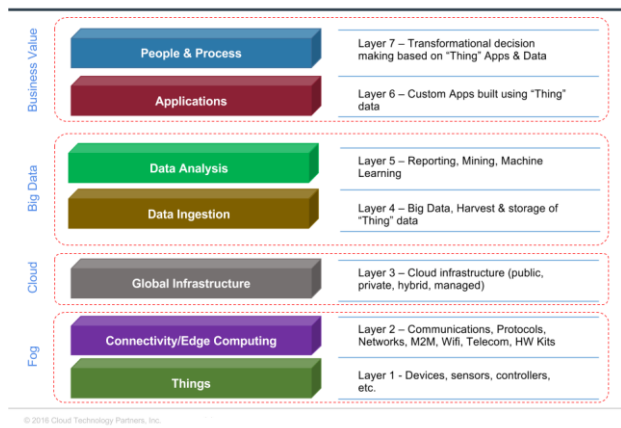 Business Value
People & Process
Layer 7 – Transformational decision
making based on “Thing” Apps & Data
Applications
Layer 6 – Custom Apps built using “Thing”
data
Big Data
Data Analysis
Layer 5 – Reporting, Mining, Machine
Learning
Data Ingestion
Layer 4 – Big Data, Harvest & storage of
“Thing” data
Cloud
Global Infrastructure
Layer 3 – Cloud infrastructure (public,
private, hybrid, managed)
Fog
Connectivity/Edge Computing
Layer 2 – Communications, Protocols,
Networks, M2M, Wifi, Telecom, HW Kits
Things
Layer 1 - Devices, sensors, controllers,
etc.
© 2016 Cloud Technology Partners, Inc.